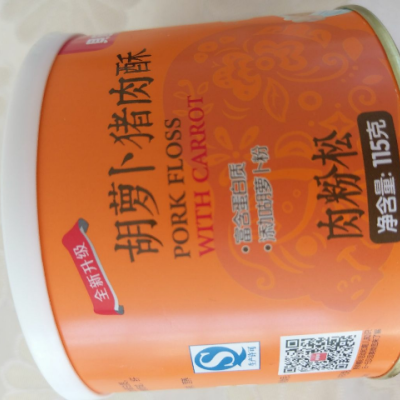 全新升级
胡萝卜猪肉酥
PORK FLOSS
WITH CARROT
·富含蛋白质
·添加胡萝卜粉
肉粉松
净含量: 115克